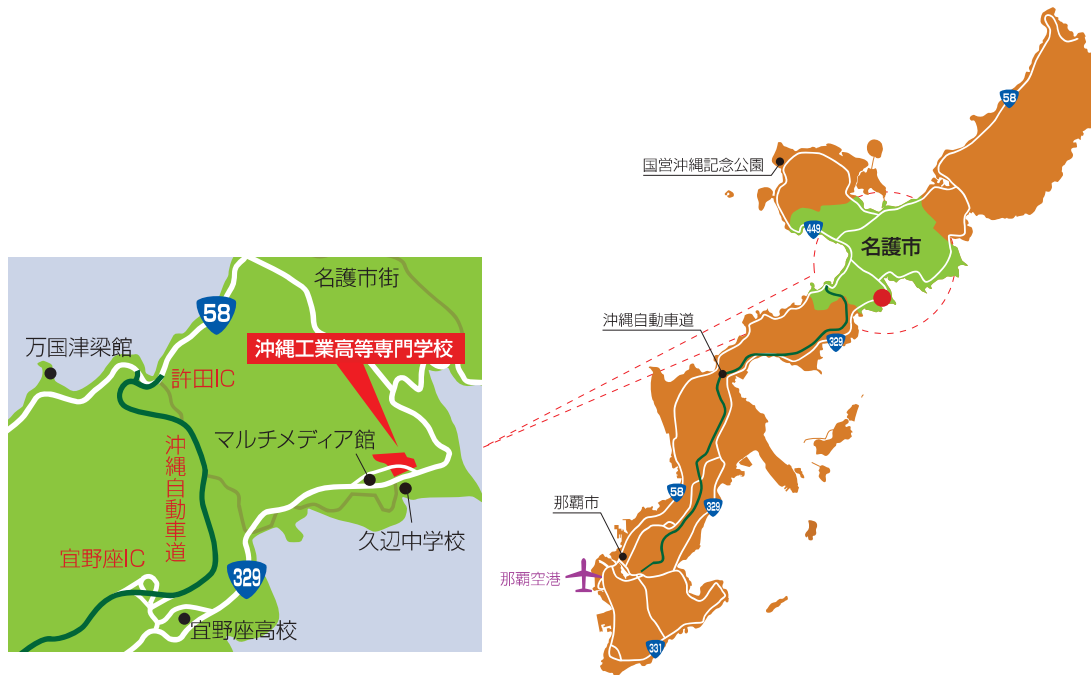 名護市街
58
沖縄工業高等専門学校
万国津梁館
許田IC
マルチメディア館
沖縄自動車道
久辺中学校
宜野座IC
329
宜野座高校
58
国営沖縄記念公園
449
名護市
沖縄自動車道
329
58
329
那覇市
那覇空港
331